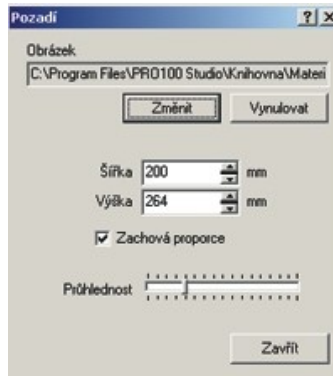 Pozadí
Obrázek
C:\Program Files\PRO100 Studio\Knihovna\Materi
Změnit Vynulovat
Šířka 200 mm
Výška 264 mm
Zachová proporce
Průhlednost
Zavřít